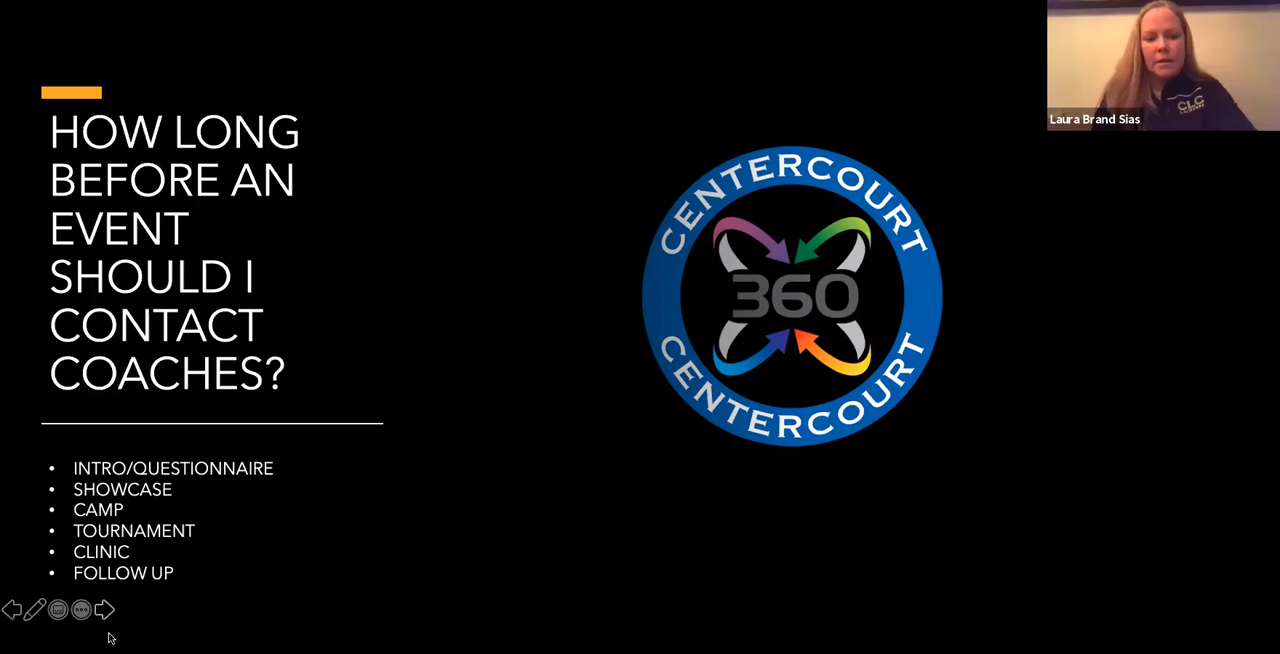 HOW LONG
BEFORE AN
EVENT
SHOULD I
CONTACT
COACHES?
• INTRO/QUESTIONNAIRE
• SHOWCASE
• CAMP
• TOURNAMENT
• CLINIC
• FOLLOW UP
CENTERCOURT
360
CENTERCOURT
CLC
Laura Brand Sias